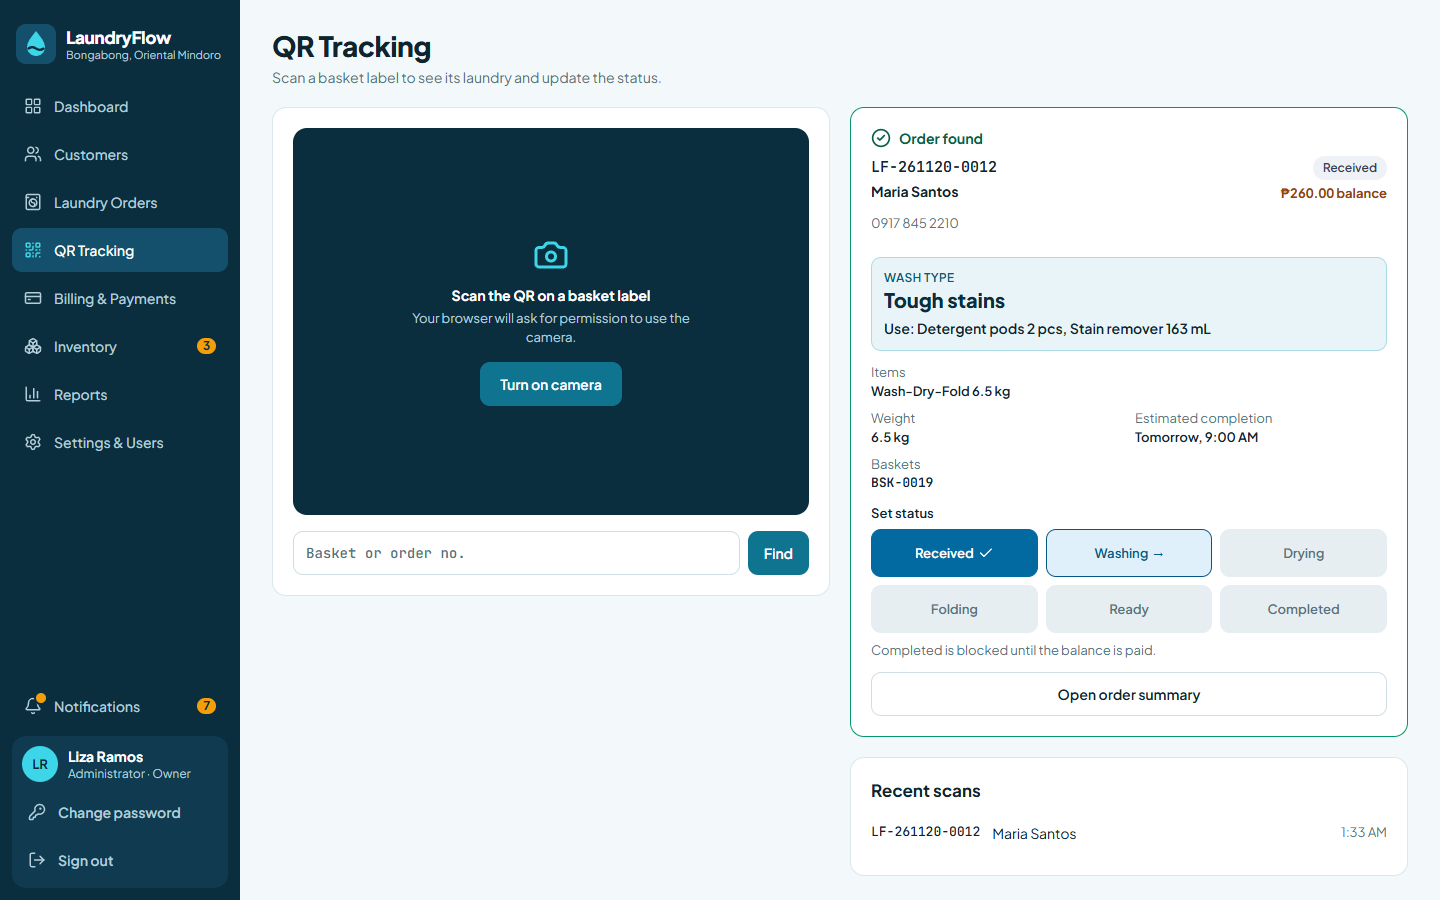 LaundryFlow
Bongabong, Oriental Mindoro
Dashboard
Customers
Laundry Orders
QR Tracking
Billing & Payments
Inventory 3
Reports
Settings & Users
Notifications 7
LR
Liza Ramos
Administrator · Owner
Change password
Sign out
QR Tracking
Scan a basket label to see its laundry and update the status.
Scan the QR on a basket label
Your browser will ask for permission to use the
camera.
Turn on camera
Basket or order no.
Find
Order found
LF-261120-0012
Received
Maria Santos
₱260.00 balance
0917 845 2210
WASH TYPE
Tough stains
Use: Detergent pods 2 pcs, Stain remover 163 mL
Items
Wash-Dry-Fold 6.5 kg
Weight
6.5 kg
Estimated completion
Tomorrow, 9:00 AM
Baskets
BSK-0019
Set status
Received ✓
Washing →
Drying
Folding
Ready
Completed
Completed is blocked until the balance is paid.
Open order summary
Recent scans
LF-261120-0012 Maria Santos 1:33 AM